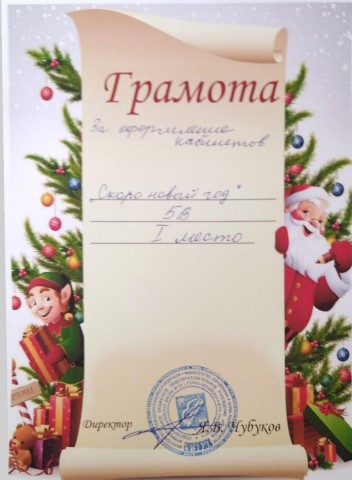 Грамота
За оформление
кабинетов
„Скоро новый год"
5В
I место
Директор
Я.В. Чубуков